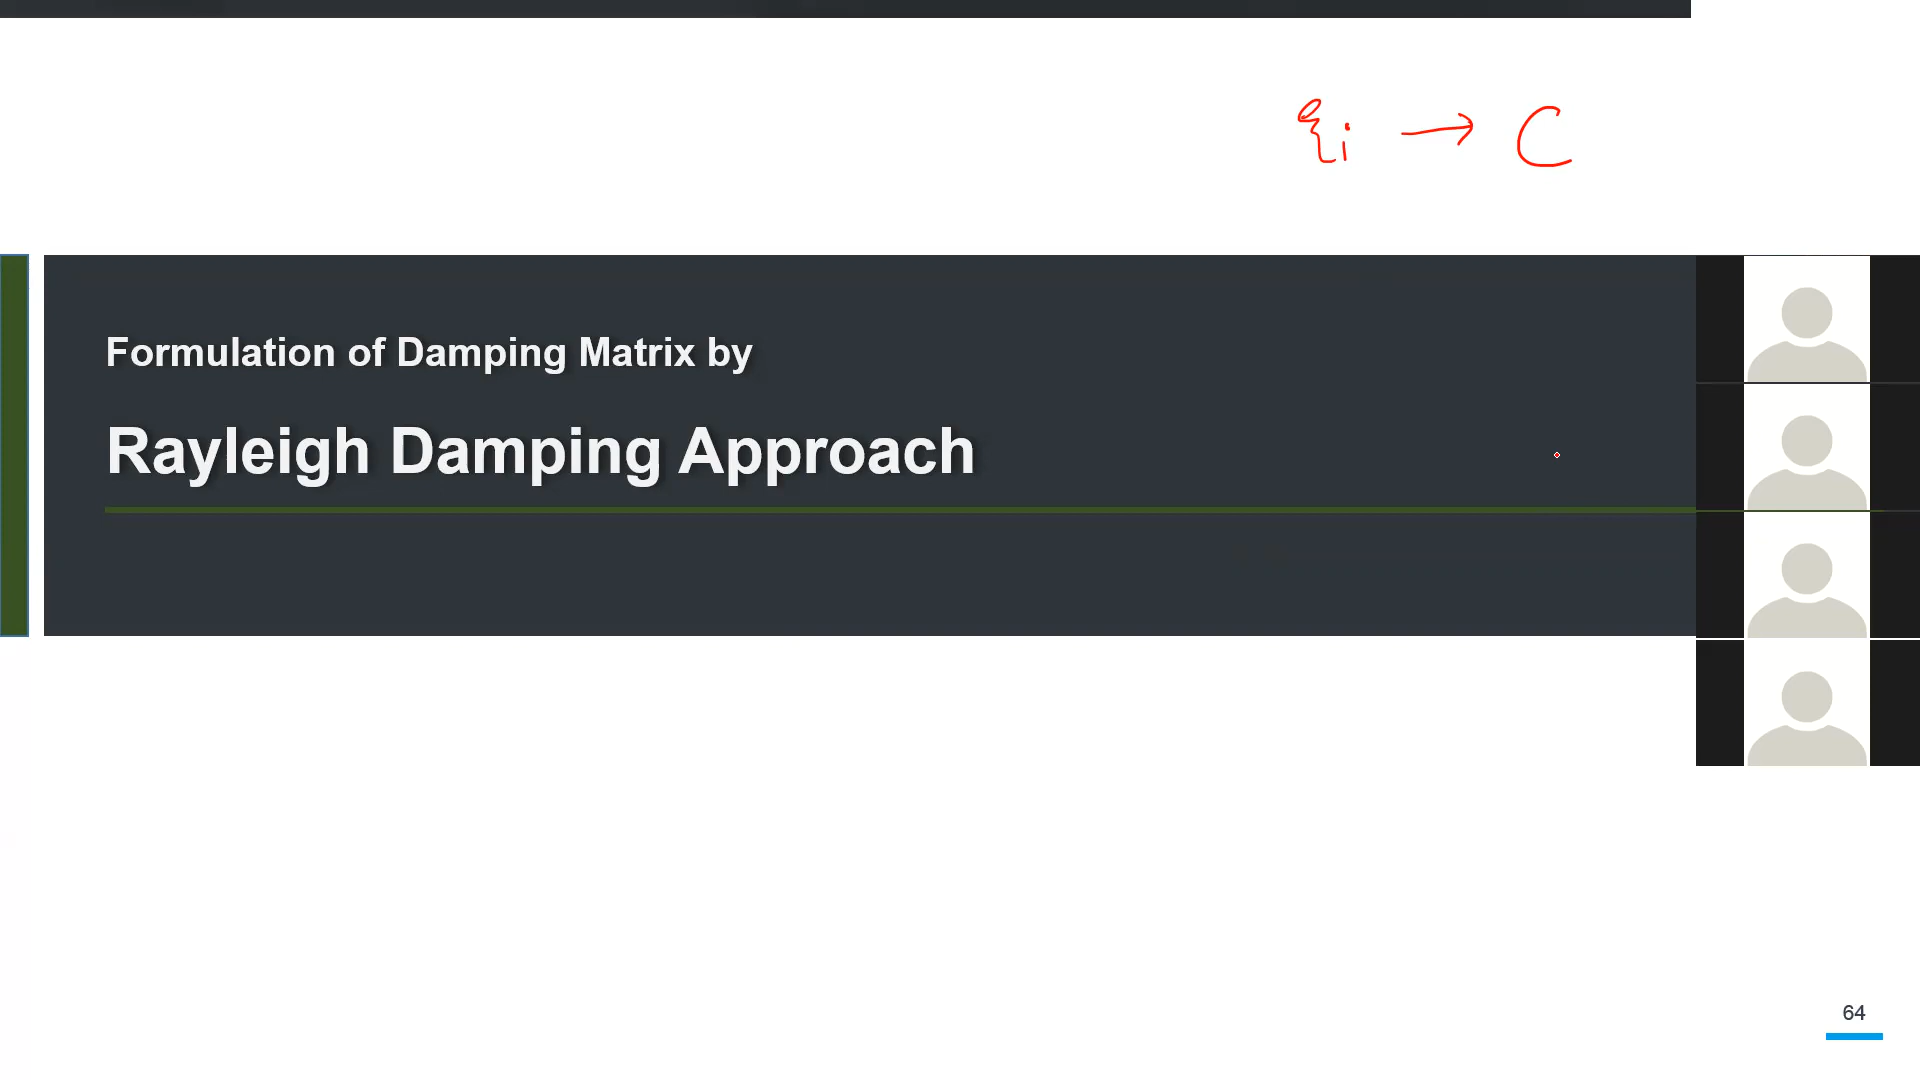 ξi → C
Formulation of Damping Matrix by
Rayleigh Damping Approach
64